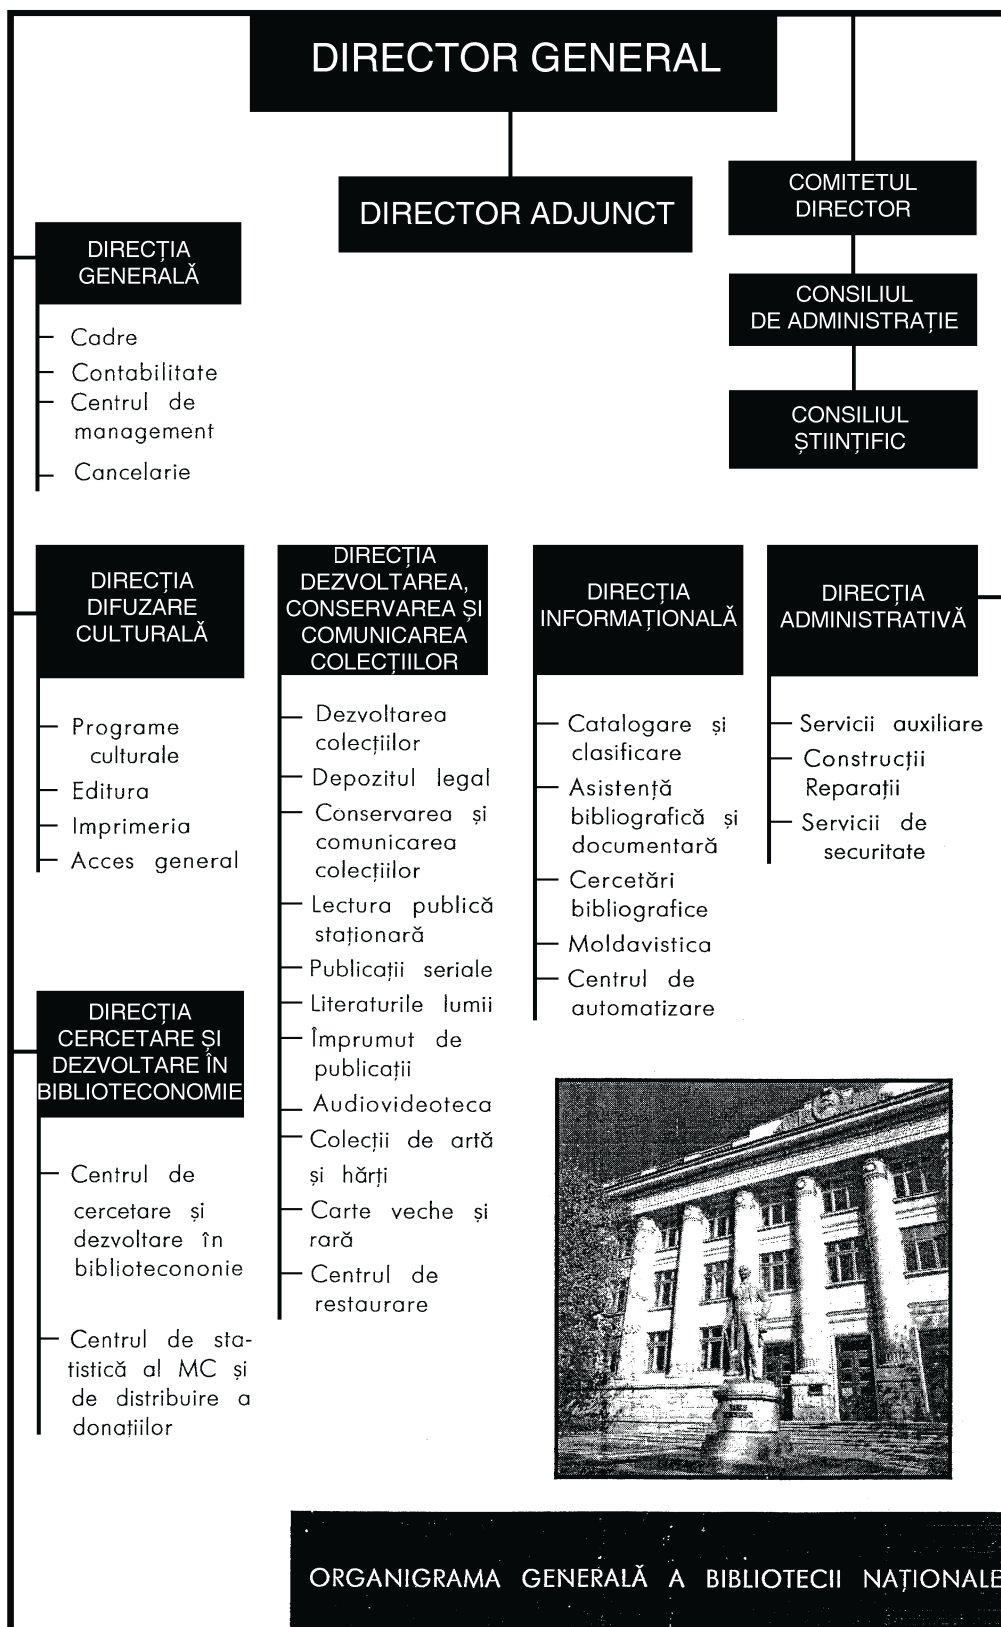 DIRECTOR GENERAL
DIRECTOR ADJUNCT
COMITETUL
DIRECTOR
CONSILIUL
DE ADMINISTRAȚIE
CONSILIUL
ȘTIINȚIFIC
DIRECȚIA
GENERALĂ
Cadre
Contabilitate
Centrul de
management
Cancelarie
DIRECȚIA
DIFUZARE
CULTURALĂ
Programe
culturale
Editura
Imprimeria
Acces general
DIRECȚIA
CERCETARE ȘI
DEZVOLTARE ÎN
BIBLIOTECONOMIE
Centrul de
cercetare și
dezvoltare în
bibliotecononie
Centrul de sta-
tistică al MC și
de distribuire a
donațiilor
DIRECȚIA
DEZVOLTAREA,
CONSERVAREA ȘI
COMUNICAREA
COLECȚIILOR
Dezvoltarea
colecțiilor
Depozitul legal
Conservarea și
comunicarea
colecțiilor
Lectura publică
staționară
Publicații seriale
Literaturile lumii
Împrumut de
publicații
Audiovideoteca
Colecții de artă
și hărți
Carte veche și
rară
Centrul de
restaurare
DIRECȚIA
INFORMAȚIONALĂ
Catalogare și
clasificare
Asistență
bibliografică și
documentară
Cercetări
bibliografice
Moldavistica
Centrul de
automatizare
DIRECȚIA
ADMINISTRATIVĂ
Servicii auxiliare
Construcții
Reparații
Servicii de
securitate
ORGANIGRAMA GENERALĂ A BIBLIOTECII NAȚIONALE